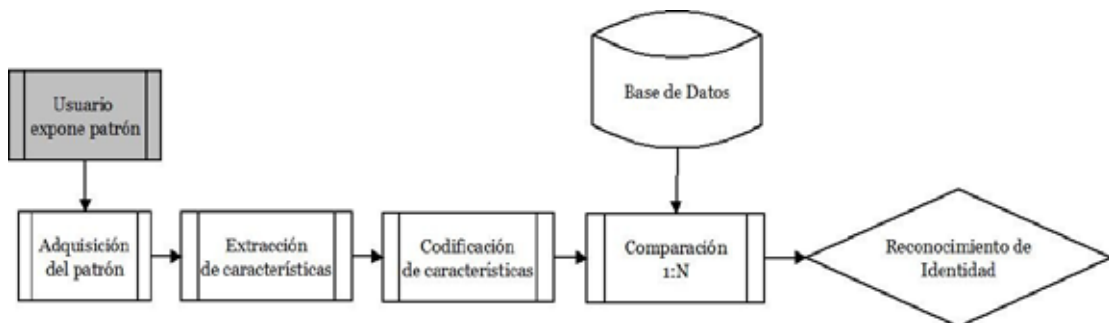 Usuario
expone patrón
Base de Datos
Adquisición
del patrón
Extracción
de características
Codificación
de características
Comparación
1:N
Reconocimiento de
Identidad